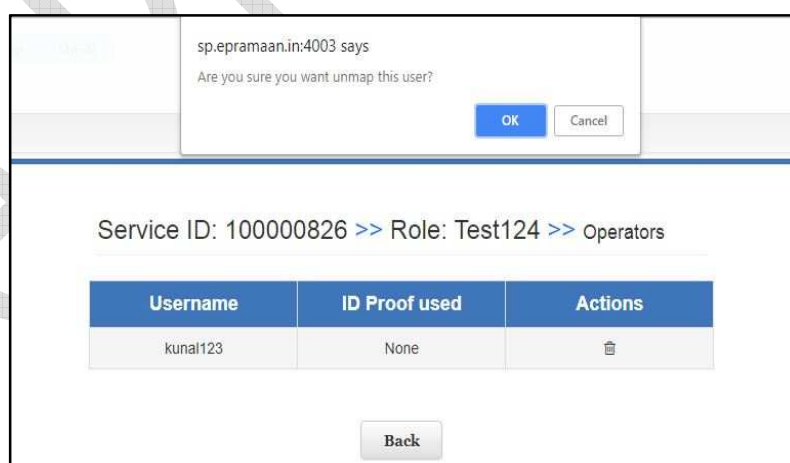 sp.epramaan.in:4003 says
Are you sure you want unmap this user?
OK Cancel
Service ID: 100000826 >> Role: Test124 >> Operators
Username ID Proof used Actions
kunal123 None
Back